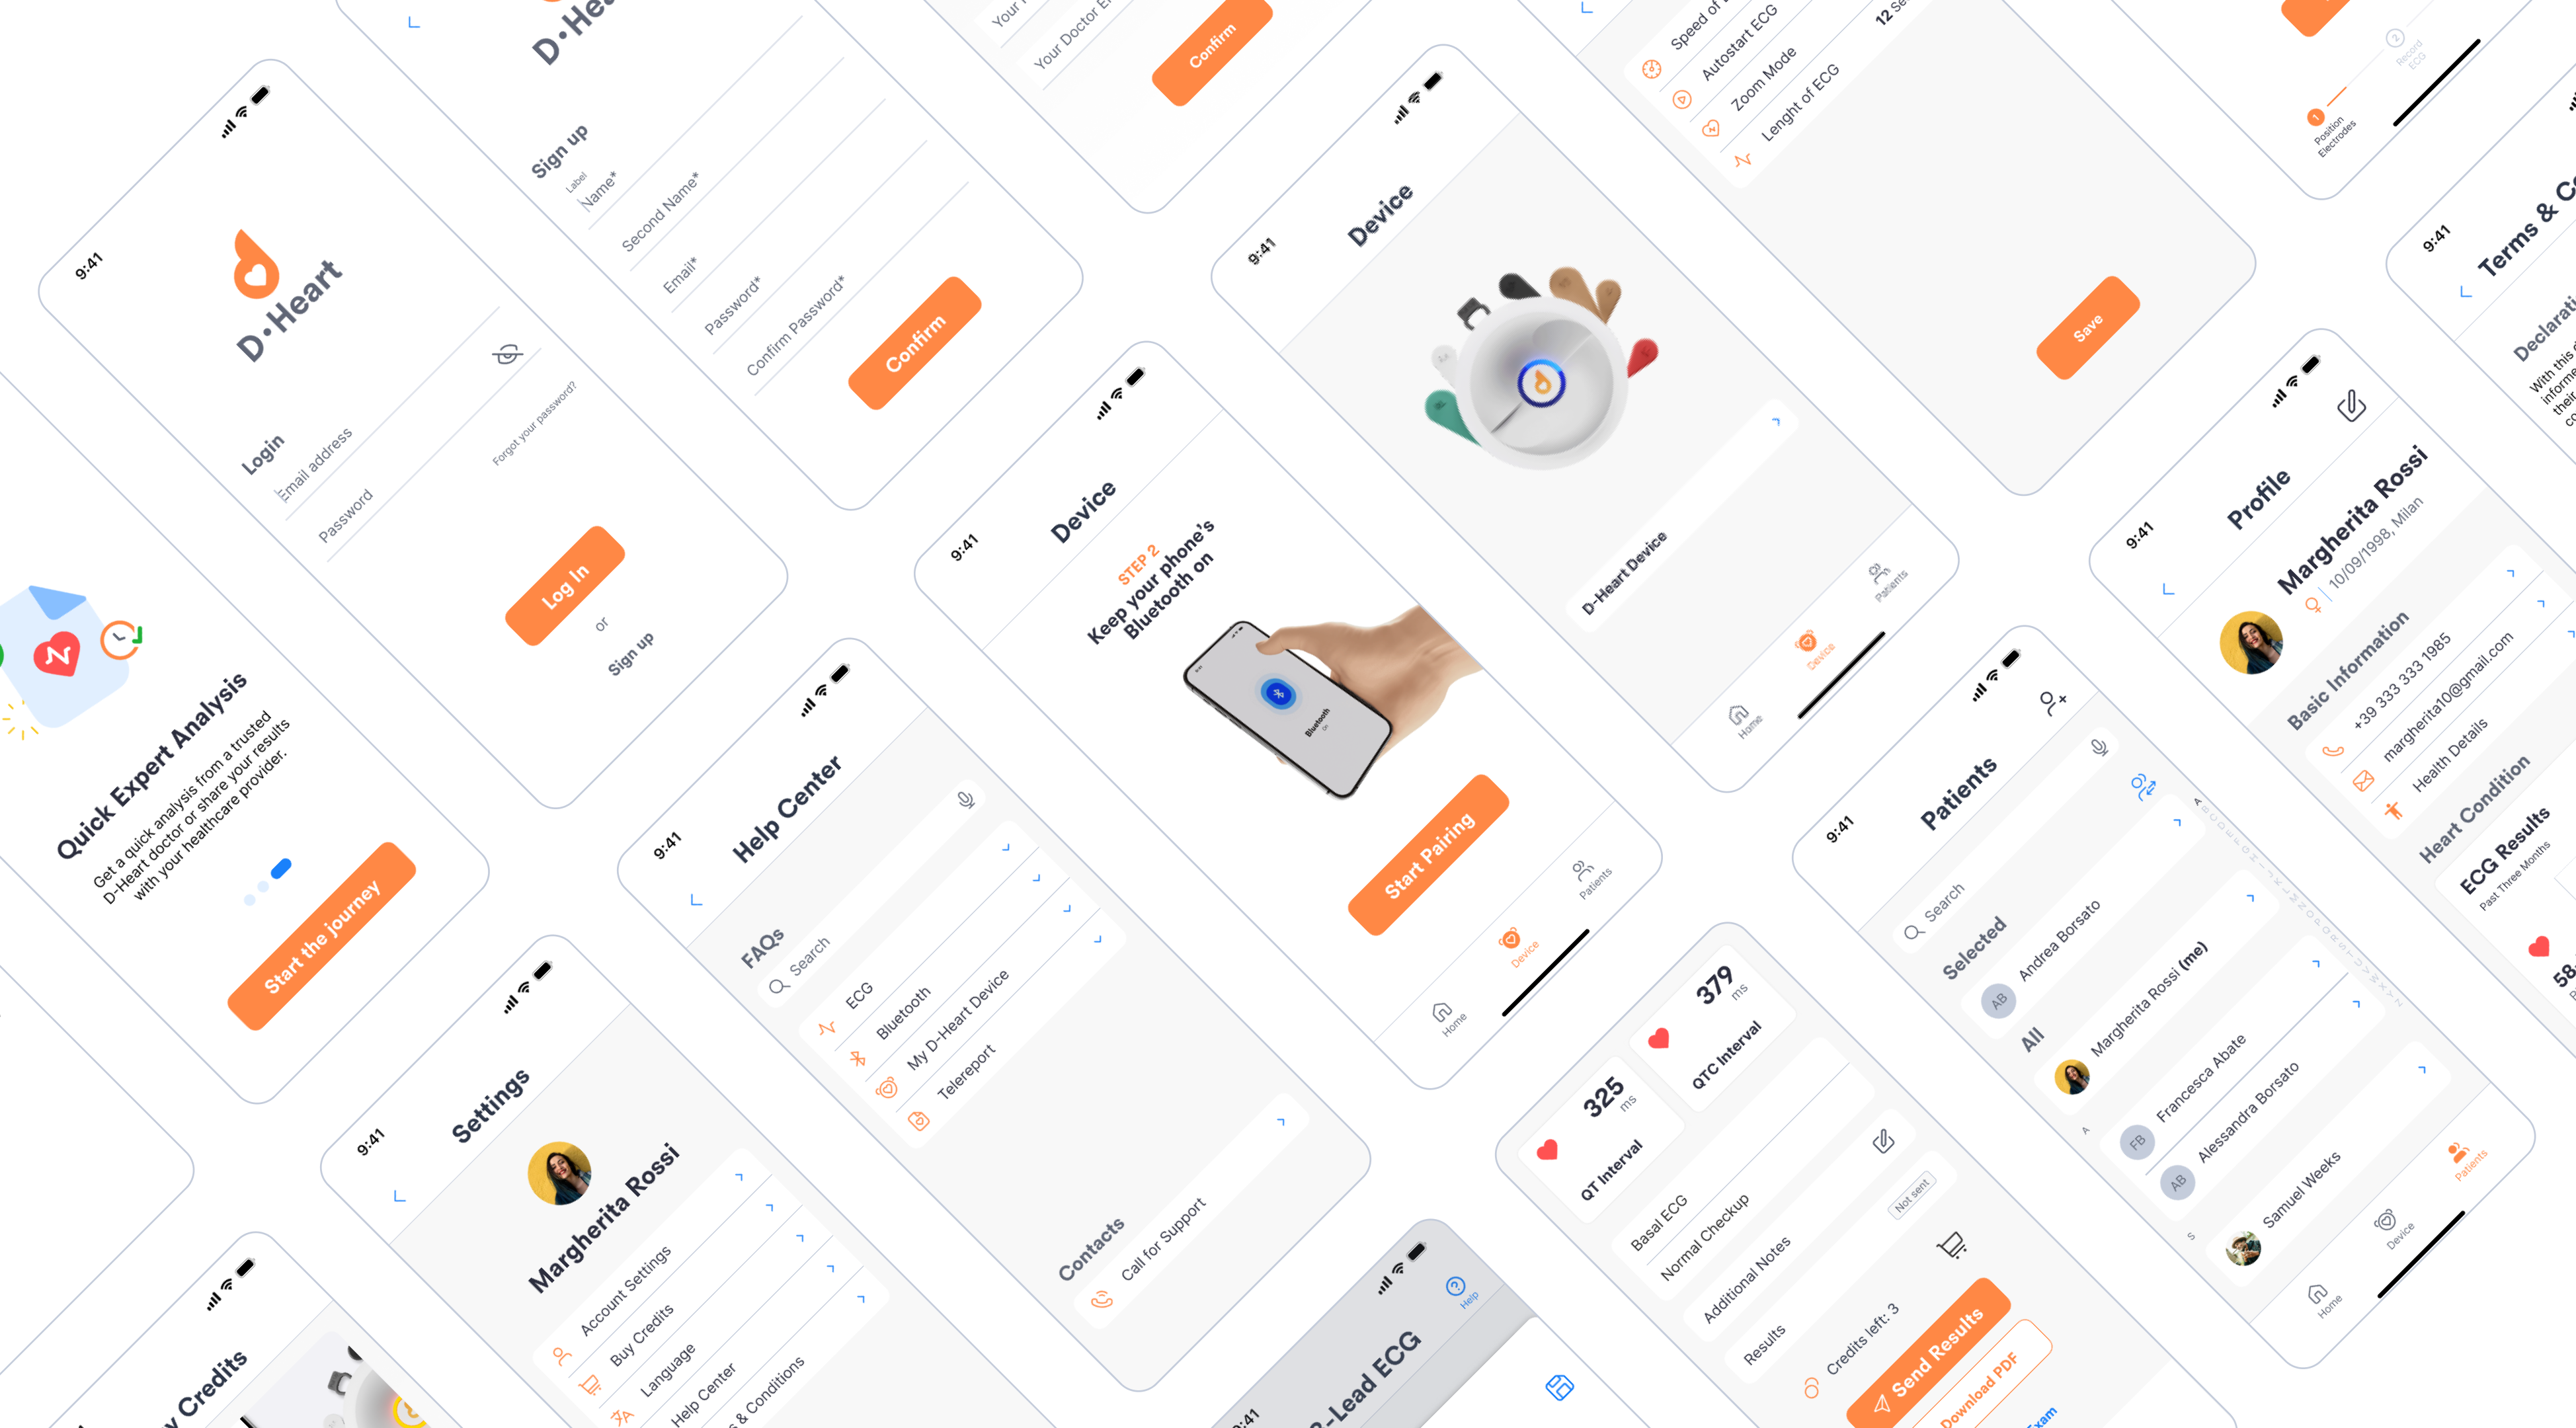 9:41
D·Heart
Login
Email address
Password
Forgot your password?
Log In
or
Sign up
Quick Expert Analysis
Get a quick analysis from a trusted
D-Heart doctor or share your results
with your healthcare provider.
Start the journey
Sign up
Label
Name*
Second Name*
Email*
Password*
Confirm Password*
Confirm
Your Doctor
Confirm
9:41
Device
D-Heart Device
Home
Device
Patients
9:41
Device
STEP 2
Keep your phone's
Bluetooth on
Bluetooth
On
Start Pairing
Home
Device
Patients
9:41
Help Center
FAQs
Search
ECG
Bluetooth
My D-Heart Device
Telereport
Contacts
Call for Support
9:41
Settings
Margherita Rossi
Account Settings
Buy Credits
Language
Help Center
& Conditions
Credits
Speed of
Autostart ECG
Zoom Mode
Lenght of ECG
12
Save
1
Position
Electrodes
2
Record
ECG
9:41
Terms &
With this
their
9:41
Profile
Margherita Rossi
10/09/1998, Milan
Basic Information
+39 333 333 1985
margherita10@gmail.com
Health Details
Heart Condition
ECG Results
Past Three Months
9:41
Patients
Search
Selected
AB
Andrea Borsato
All
Margherita Rossi (me)
A
FB
Francesca Abate
AB
Alessandra Borsato
S
Samuel Weeks
A B C D E F G H I J K L M N O P Q R S T U V W X Y Z
Home
Device
Patients
325
ms
QT Interval
379
ms
QTC Interval
Basal ECG
Normal Checkup
Additional Notes
Results
Not sent
Credits left: 3
Send Results
Download PDF
Exam
Help
-Lead ECG